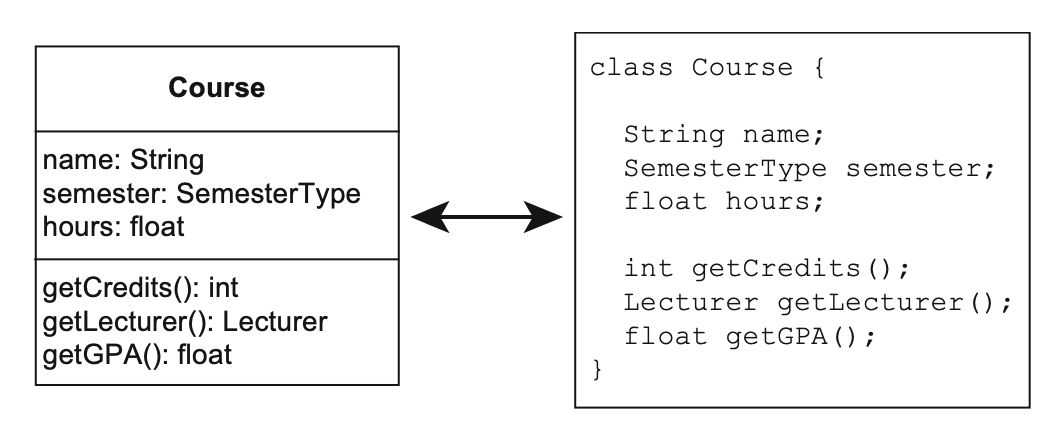 Course
name: String
semester: SemesterType
hours: float
getCredits(): int
getLecturer(): Lecturer
getGPA(): float
class Course {
String name;
SemesterType semester;
float hours;
int getCredits();
Lecturer getLecturer();
float getGPA();
}